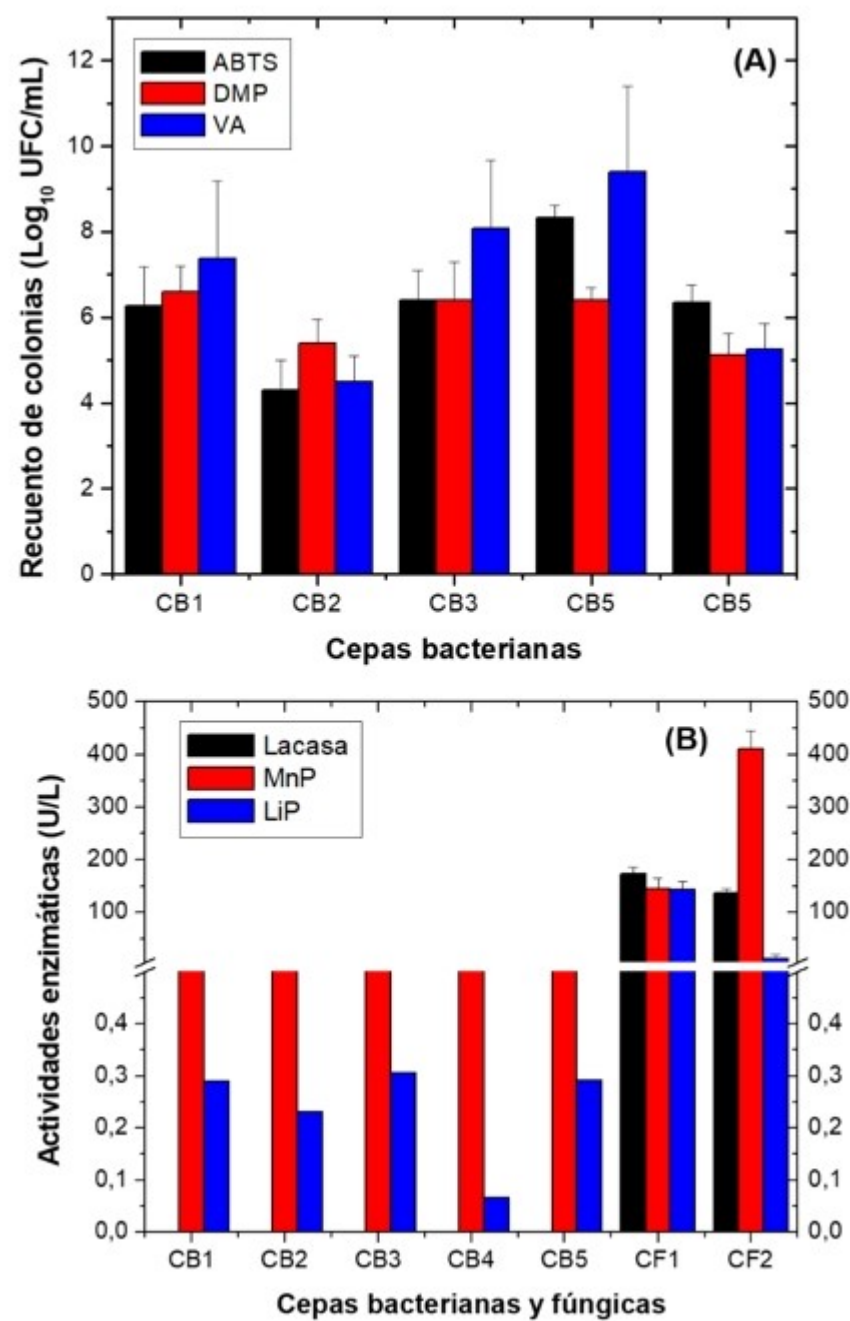 (A)
ABTS
DMP
VA
Recuento de colonias (Log10 UFC/mL)
12
10
8
6
4
2
0
CB1 CB2 CB3 CB5 CB5
Cepas bacterianas
(B)
Lacasa
MnP
LiP
Actividades enzimáticas (U/L)
500 500
400 400
300 300
200 200
100 100
0,4 0,4
0,3 0,3
0,2 0,2
0,1 0,1
0,0 0,0
CB1 CB2 CB3 CB4 CB5 CF1 CF2
Cepas bacterianas y fúngicas